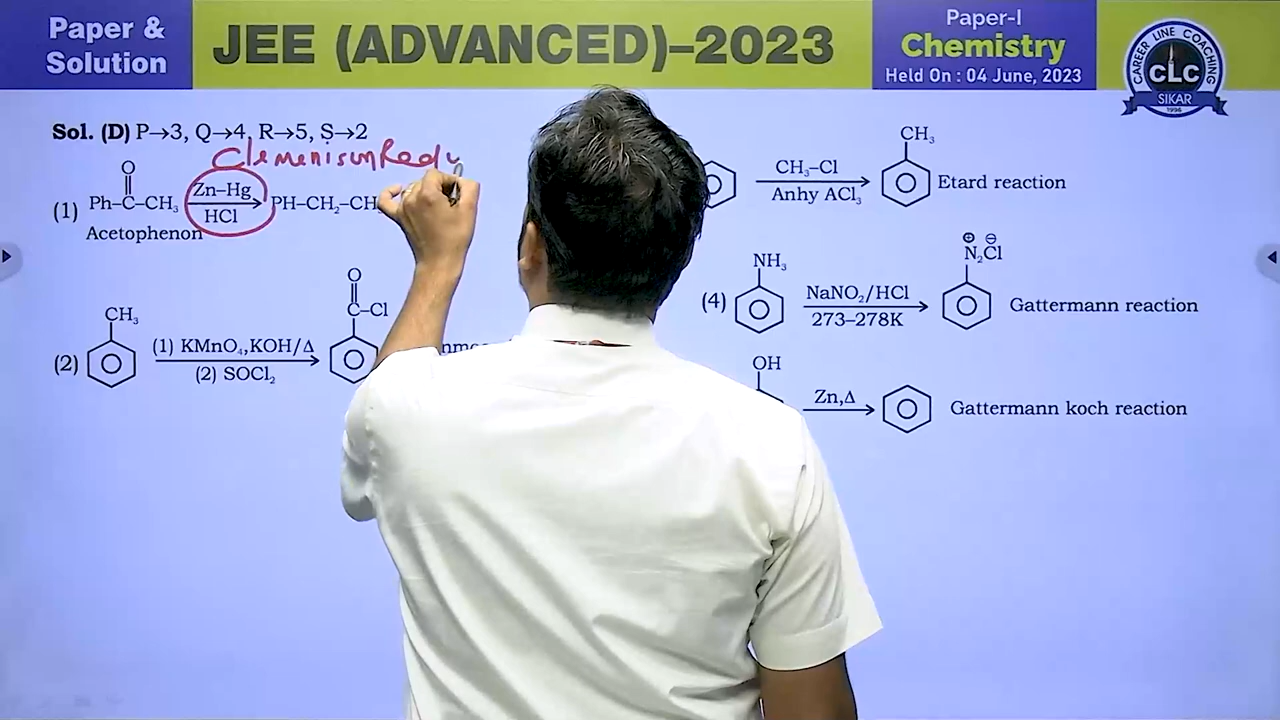 Paper &
Solution
JEE (ADVANCED)–2023
Paper-I
Chemistry
Held On : 04 June, 2023
CAREER LINE COACHING
CLC
SIKAR
1996
Sol. (D) P→3, Q→4, R→5, S→2
Clemenisun Redu
O
(1) Ph–C–CH₃ Zn–Hg HCl PH–CH₂–CH
Acetophenon
O
CH₃
C–Cl
(2) (1) KMnO₄,KOH/Δ
(2) SOCl₂
CH₃
CH₃–Cl
Anhy ACl₃ Etard reaction
NH₃
⊕ ⊖
N₂Cl
(4) NaNO₂/HCl
273–278K Gattermann reaction
OH
Zn,Δ Gattermann koch reaction